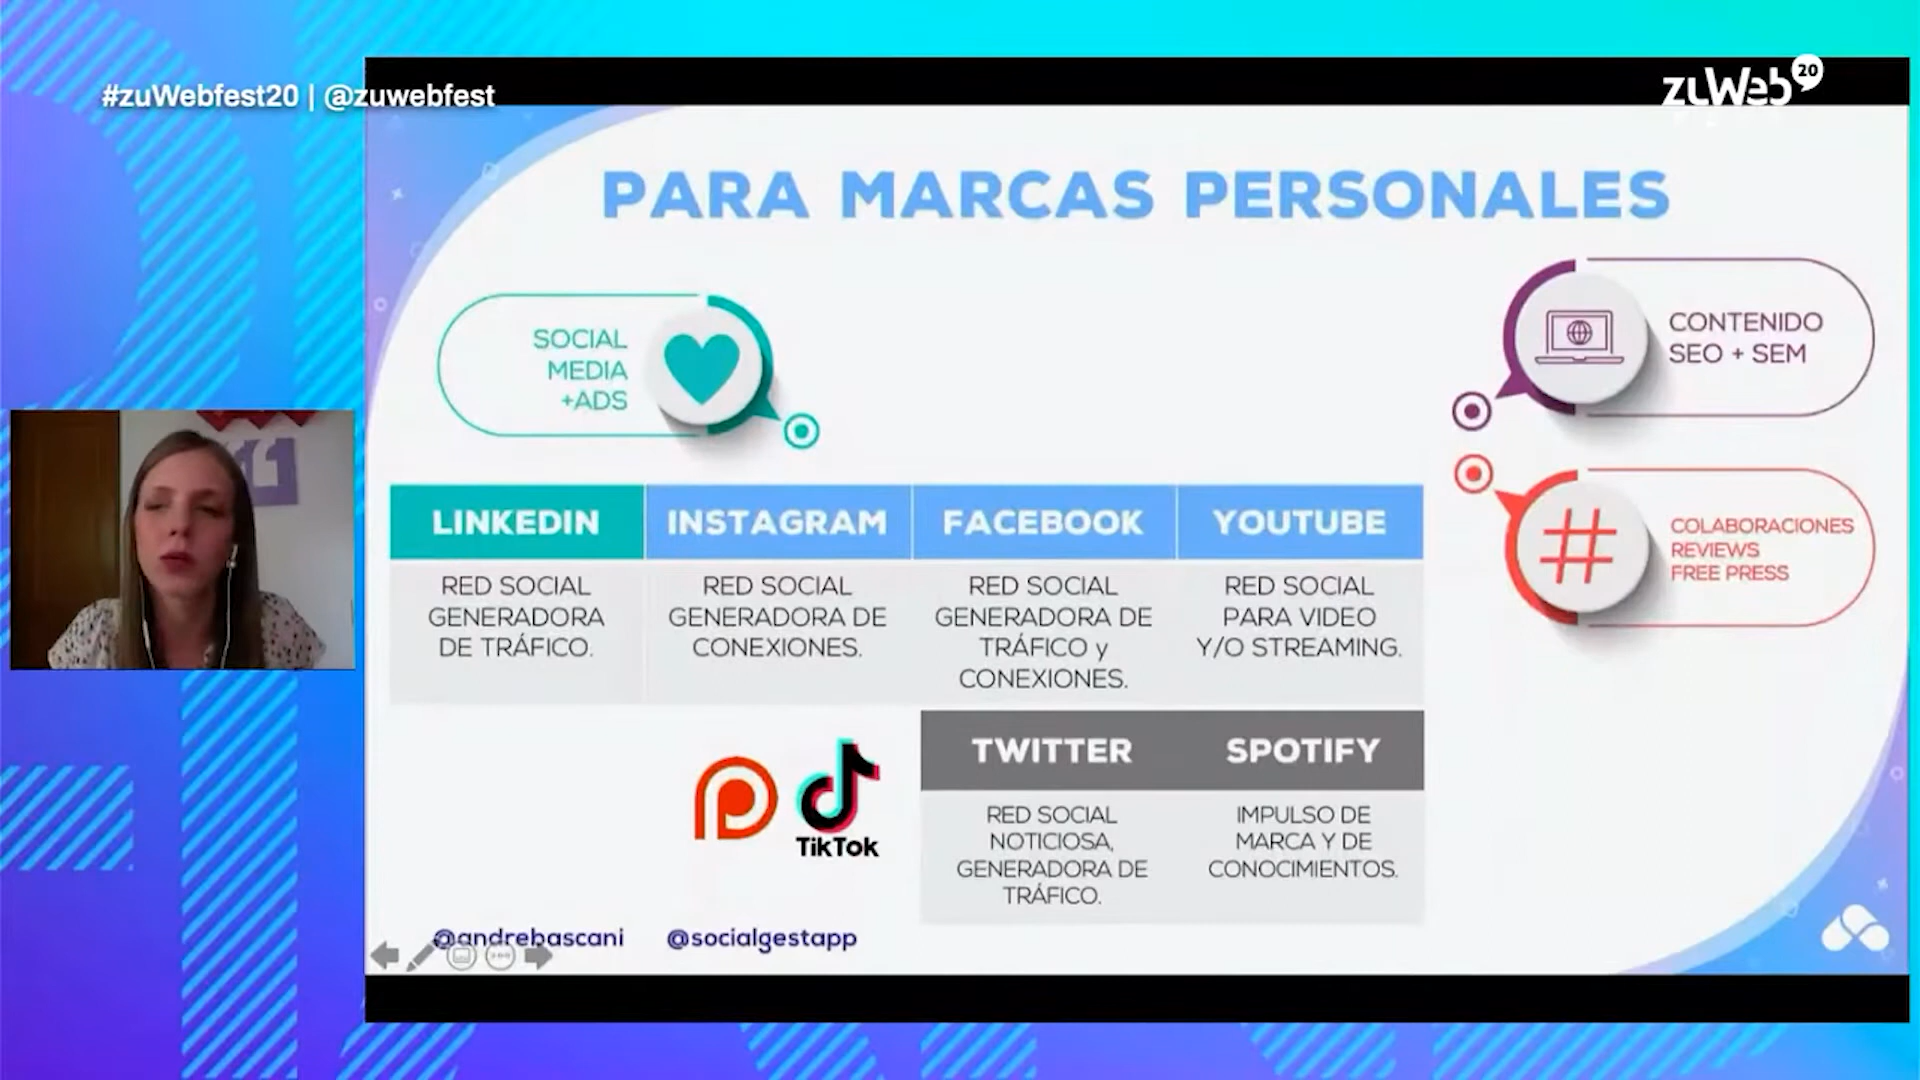 #zuWebfest20 | @zuwebfest
zuWeb 20
PARA MARCAS PERSONALES
SOCIAL
MEDIA
+ADS
CONTENIDO
SEO + SEM
COLABORACIONES
REVIEWS
FREE PRESS
LINKEDIN
RED SOCIAL
GENERADORA
DE TRÁFICO.
INSTAGRAM
RED SOCIAL
GENERADORA DE
CONEXIONES.
FACEBOOK
RED SOCIAL
GENERADORA DE
TRÁFICO y
CONEXIONES.
YOUTUBE
RED SOCIAL
PARA VIDEO
Y/O STREAMING.
TikTok
TWITTER
RED SOCIAL
NOTICIOSA,
GENERADORA DE
TRÁFICO.
SPOTIFY
IMPULSO DE
MARCA Y DE
CONOCIMIENTOS.
@andrebascani
@socialgestapp